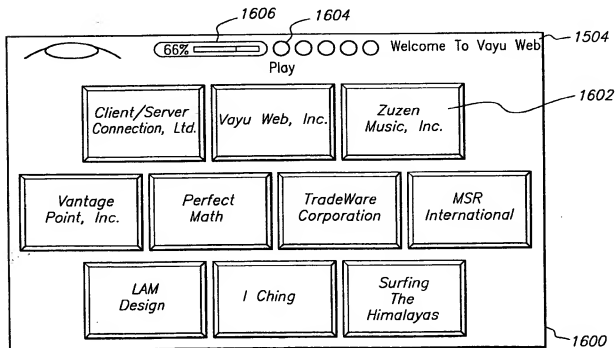 1606
1604
66%
Welcome To Vayu Web
1504
Play
1602
Client/Server
Connection, Ltd.
Vayu Web, Inc.
Zuzen
Music, Inc.
Vantage
Point, Inc.
Perfect
Math
TradeWare
Corporation
MSR
International
LAM
Design
I Ching
Surfing
The
Himalayas
1600